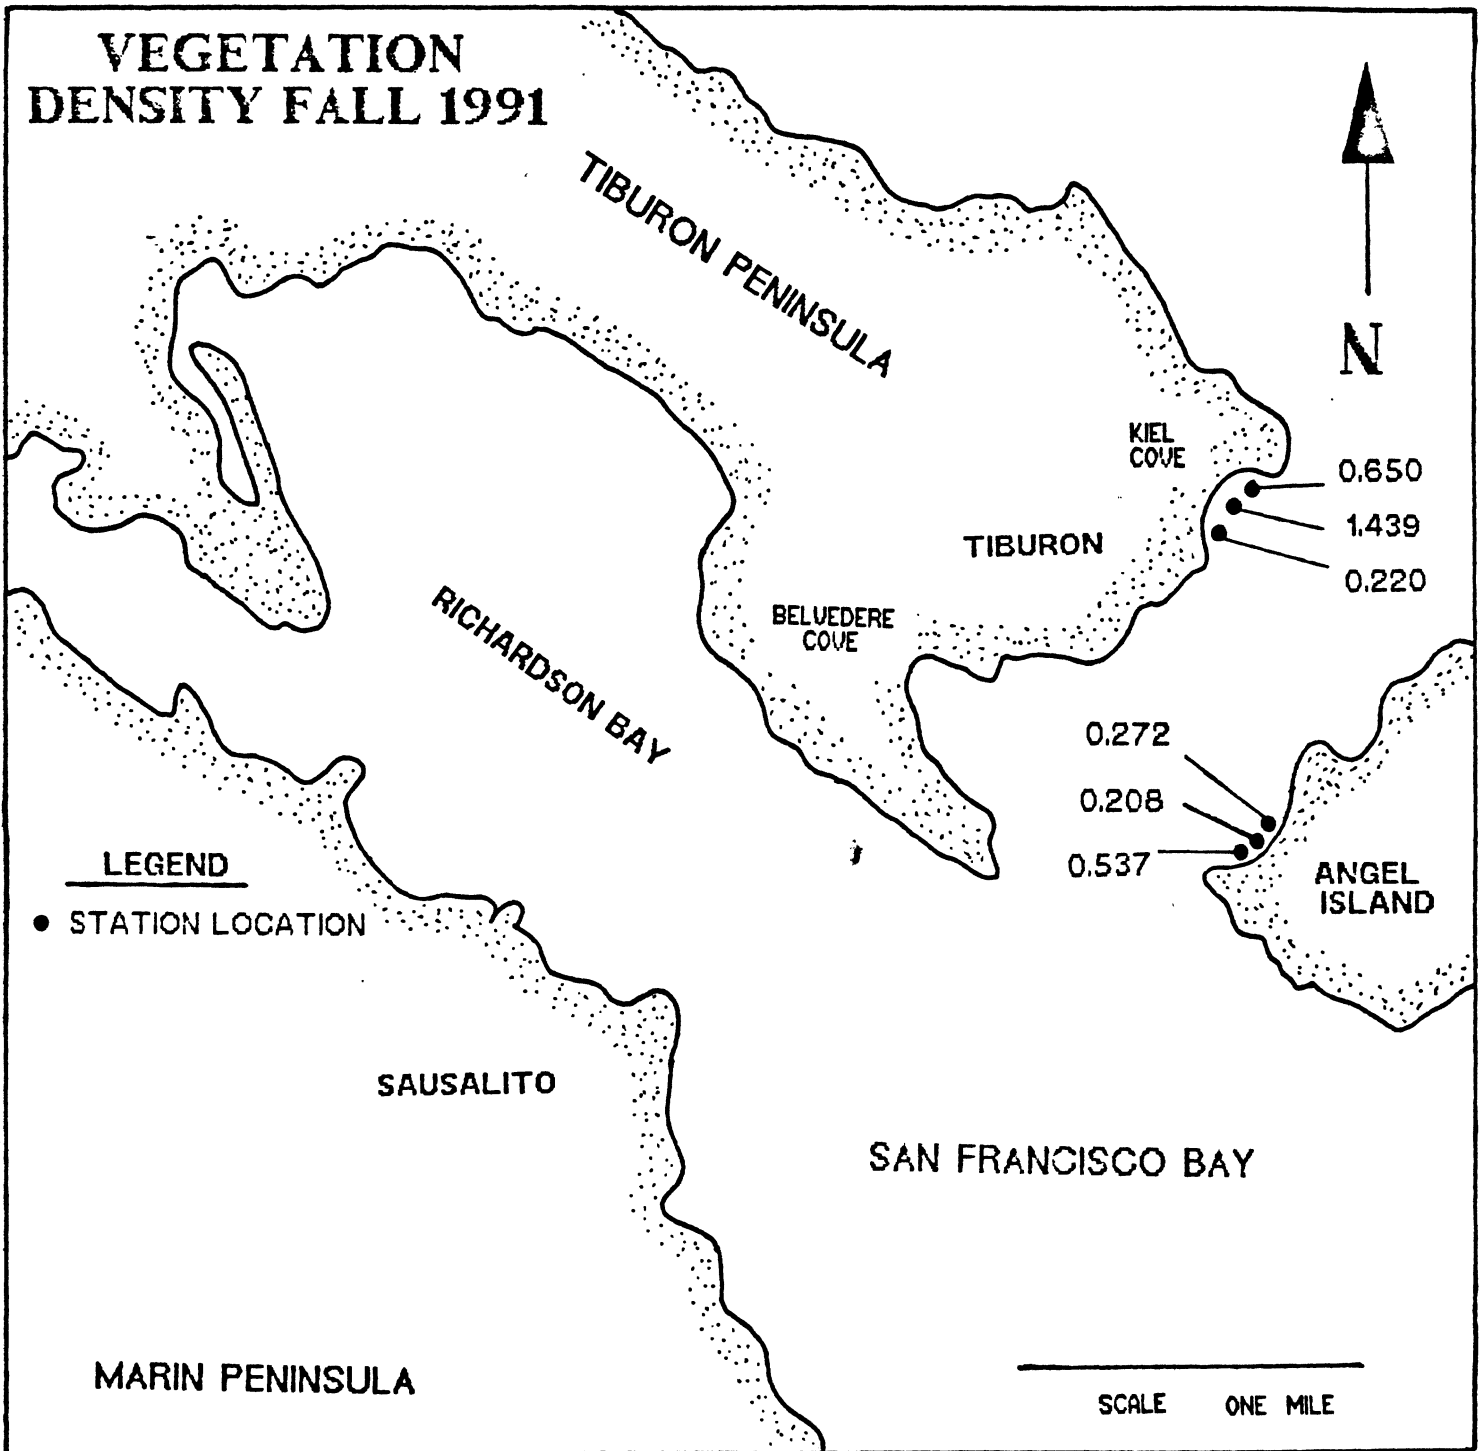 VEGETATION
DENSITY FALL 1991
TIBURON PENINSULA
N
KIEL
COVE
0.650
1.439
0.220
TIBURON
BELVEDERE
COVE
RICHARDSON BAY
0.272
0.208
0.537
ANGEL
ISLAND
LEGEND
STATION LOCATION
SAUSALITO
SAN FRANCISCO BAY
MARIN PENINSULA
SCALE ONE MILE